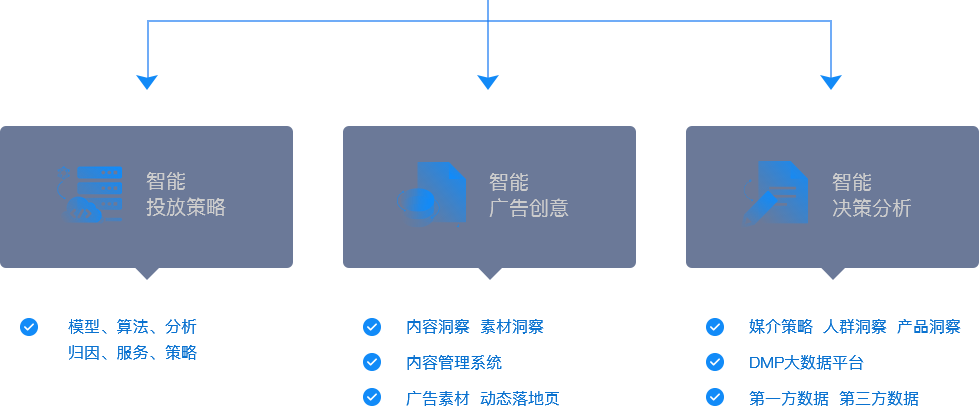 智能
投放策略
智能
广告创意
智能
决策分析
模型、算法、分析
归因、服务、策略
内容洞察 素材洞察
内容管理系统
广告素材 动态落地页
媒介策略 人群洞察 产品洞察
DMP大数据平台
第一方数据 第三方数据